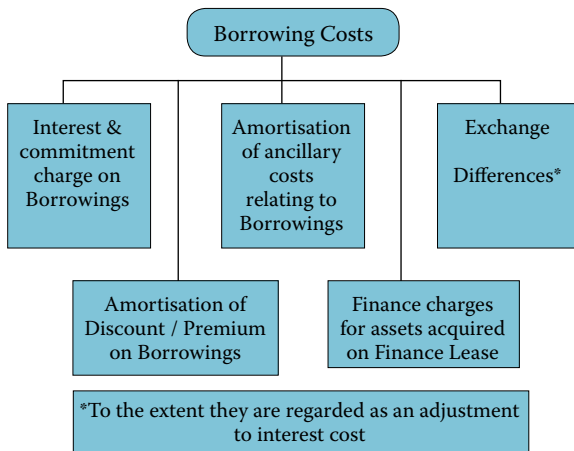 Borrowing Costs
Interest &
commitment
charge on
Borrowings
Amortisation
of ancillary
costs
relating to
Borrowings
Exchange
Differences*
Amortisation of
Discount / Premium
on Borrowings
Finance charges
for assets acquired
on Finance Lease
*To the extent they are regarded as an adjustment
to interest cost